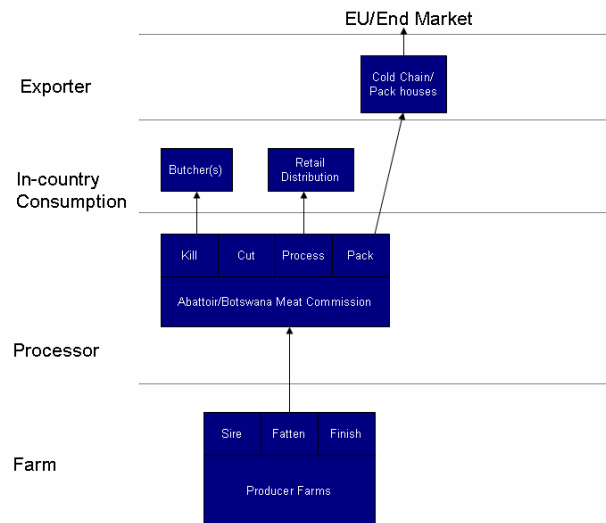 EU/End Market
Exporter
Cold Chain/
Pack houses
In-country
Consumption
Butcher(s)
Retail
Distribution
Kill
Cut
Process
Pack
Abattoir/Botswana Meat Commission
Processor
Sire
Fatten
Finish
Farm
Producer Farms